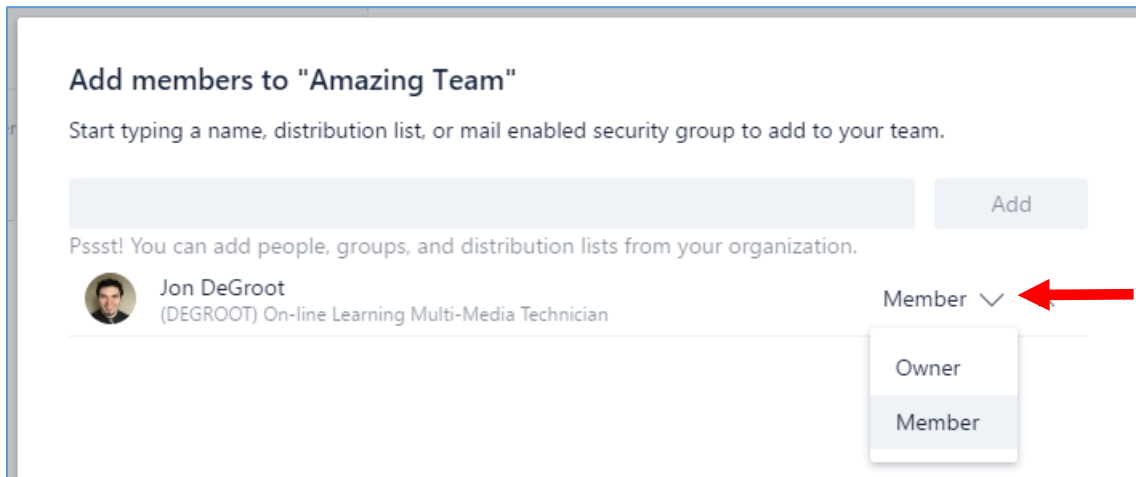 Add members to "Amazing Team"
Start typing a name, distribution list, or mail enabled security group to add to your team.
Add
Pssst! You can add people, groups, and distribution lists from your organization.
Jon DeGroot
(DEGROOT) On-line Learning Multi-Media Technician
Member
Owner
Member